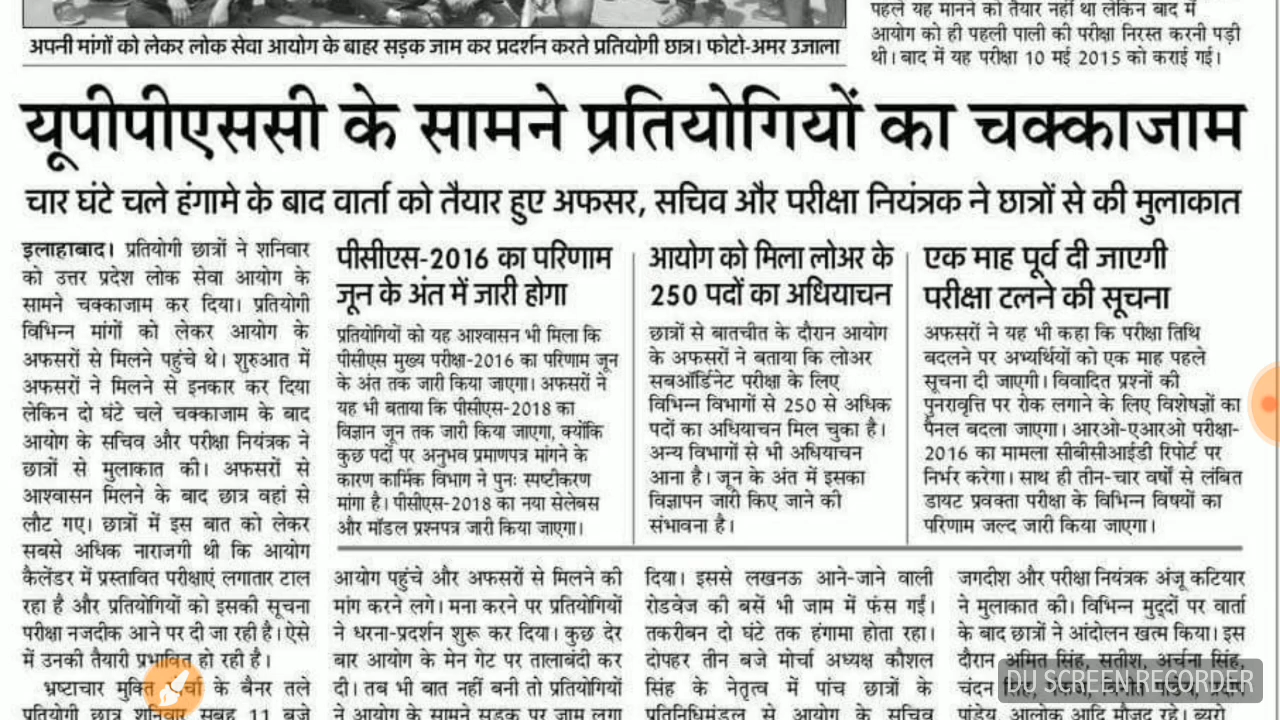 अपनी मांगों को लेकर लोक सेवा आयोग के बाहर सड़क जाम कर प्रदर्शन करते प्रतियोगी छात्र। फोटो-अमर उजाला
पहले यह मानने को तैयार नहीं था लेकिन बाद में
आयोग को ही पहली पाली की परीक्षा निरस्त करनी पड़ी
थी। बाद में यह परीक्षा 10 मई 2015 को कराई गई।
यूपीपीएससी के सामने प्रतियोगियों का चक्काजाम
चार घंटे चले हंगामे के बाद वार्ता को तैयार हुए अफसर, सचिव और परीक्षा नियंत्रक ने छात्रों से की मुलाकात
इलाहाबाद। प्रतियोगी छात्रों ने शनिवार
को उत्तर प्रदेश लोक सेवा आयोग के
सामने चक्काजाम कर दिया। प्रतियोगी
विभिन्न मांगों को लेकर आयोग के
अफसरों से मिलने पहुंचे थे। शुरुआत में
अफसरों ने मिलने से इनकार कर दिया
लेकिन दो घंटे चले चक्काजाम के बाद
आयोग के सचिव और परीक्षा नियंत्रक ने
छात्रों से मुलाकात की। अफसरों से
आश्वासन मिलने के बाद छात्र वहां से
लौट गए। छात्रों में इस बात को लेकर
सबसे अधिक नाराजगी थी कि आयोग
कैलेंडर में प्रस्तावित परीक्षाएं लगातार टाल
रहा है और प्रतियोगियों को इसकी सूचना
परीक्षा नजदीक आने पर दी जा रही है। ऐसे
में उनकी तैयारी प्रभावित हो रही है।
भ्रष्टाचार मुक्ति के बैनर तले
प्रतियोगी छात्र शनिवार सुबह 11 बजे
पीसीएस-2016 का परिणाम
जून के अंत में जारी होगा
प्रतियोगियों को यह आश्वासन भी मिला कि
पीसीएस मुख्य परीक्षा-2016 का परिणाम जून
के अंत तक जारी किया जाएगा। अफसरों ने
यह भी बताया कि पीसीएस-2018 का
विज्ञान जून तक जारी किया जाएगा, क्योंकि
कुछ पदों पर अनुभव प्रमाणपत्र मांगने के
कारण कार्मिक विभाग ने पुनः स्पष्टीकरण
मांगा है। पीसीएस-2018 का नया सेलेबस
और मॉडल प्रश्नपत्र जारी किया जाएगा।
आयोग को मिला लोअर के
250 पदों का अधियाचन
छात्रों से बातचीत के दौरान आयोग
के अफसरों ने बताया कि लोअर
सबऑर्डिनेट परीक्षा के लिए
विभिन्न विभागों से 250 से अधिक
पदों का अधियाचन मिल चुका है।
अन्य विभागों से भी अधियाचन
आना है। जून के अंत में इसका
विज्ञापन जारी किए जाने की
संभावना है।
एक माह पूर्व दी जाएगी
परीक्षा टलने की सूचना
अफसरों ने यह भी कहा कि परीक्षा तिथि
बदलने पर अभ्यर्थियों को एक माह पहले
सूचना दी जाएगी। विवादित प्रश्नों की
पुनरावृत्ति पर रोक लगाने के लिए विशेषज्ञों का
पैनल बदला जाएगा। आरओ-एआरओ परीक्षा-
2016 का मामला सीबीसीआईडी रिपोर्ट पर
निर्भर करेगा। साथ ही तीन-चार वर्षों से लंबित
डायट प्रवक्ता परीक्षा के विभिन्न विषयों का
परिणाम जल्द जारी किया जाएगा।
आयोग पहुंचे और अफसरों से मिलने की
मांग करने लगे। मना करने पर प्रतियोगियों
ने धरना-प्रदर्शन शुरू कर दिया। कुछ देर
बार आयोग के मेन गेट पर तालाबंदी कर
दी। तब भी बात नहीं बनी तो प्रतियोगियों
ने आयोग के सामने सड़क पर जाम लगा
दिया। इससे लखनऊ आने-जाने वाली
रोडवेज की बसें भी जाम में फंस गईं।
तकरीबन दो घंटे तक हंगामा होता रहा।
दोपहर तीन बजे मोर्चा अध्यक्ष कौशल
सिंह के नेतृत्व में पांच छात्रों के
प्रतिनिधिमंडल से आयोग के सचिव
जगदीश और परीक्षा नियंत्रक अंजू कटियार
ने मुलाकात की। विभिन्न मुद्दों पर वार्ता
के बाद छात्रों ने आंदोलन खत्म किया। इस
दौरान अमित सिंह, सतीश, अर्चना सिंह,
चंदन
पांडेय, आलोक आदि मौजूद रहे। ब्यूरो
DU SCREEN RECORDER